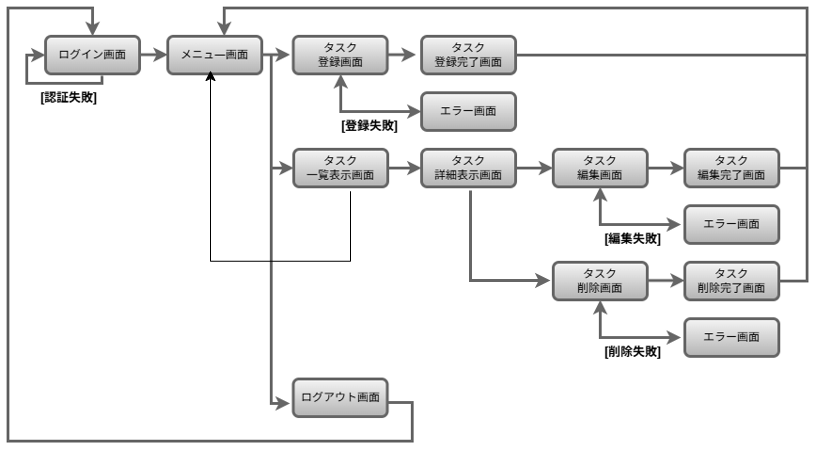 ログイン画面
メニュー画面
タスク
登録画面
タスク
登録完了画面
[認証失敗]
エラー画面
[登録失敗]
タスク
一覧表示画面
タスク
詳細表示画面
タスク
編集画面
タスク
編集完了画面
エラー画面
[編集失敗]
タスク
削除画面
タスク
削除完了画面
エラー画面
[削除失敗]
ログアウト画面